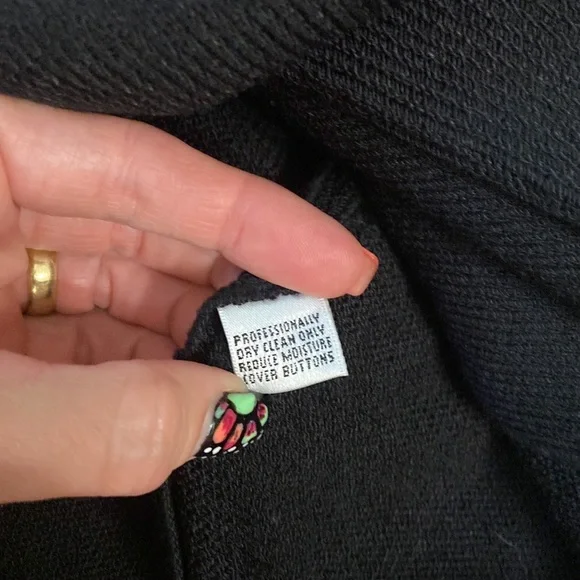 PROFESSIONALLY
DRY CLEAN ONLY
REDUCE MOISTURE
COVER BUTTONS